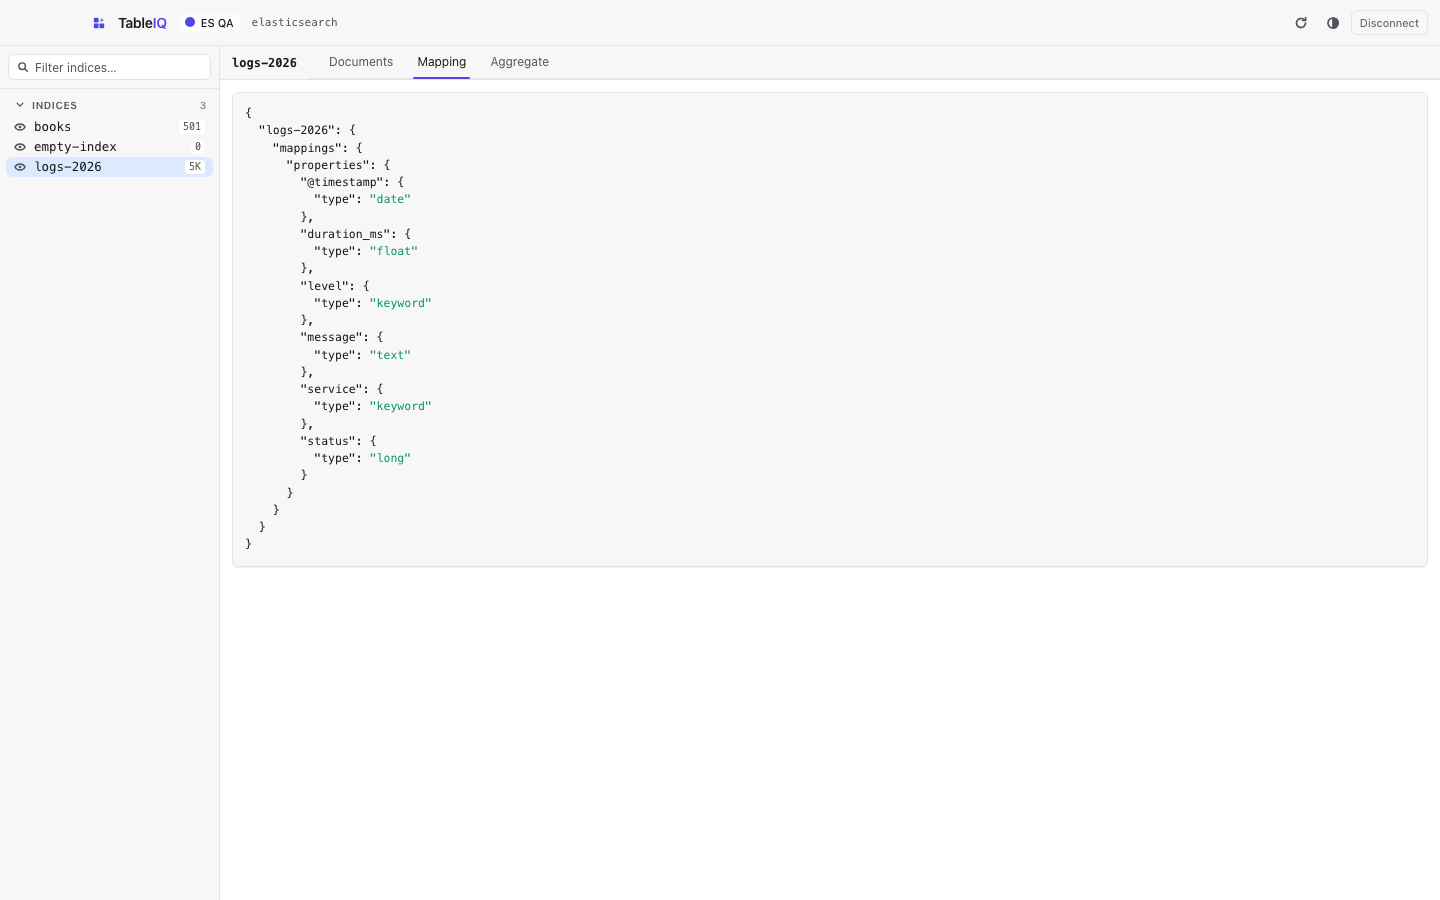 TableIQ
ES QA
elasticsearch
Disconnect
Filter indices...
INDICES
3
books
501
empty-index
0
logs-2026
5K
logs-2026
Documents
Mapping
Aggregate
{
  "logs-2026": {
    "mappings": {
      "properties": {
        "@timestamp": {
          "type": "date"
        },
        "duration_ms": {
          "type": "float"
        },
        "level": {
          "type": "keyword"
        },
        "message": {
          "type": "text"
        },
        "service": {
          "type": "keyword"
        },
        "status": {
          "type": "long"
        }
      }
    }
  }
}